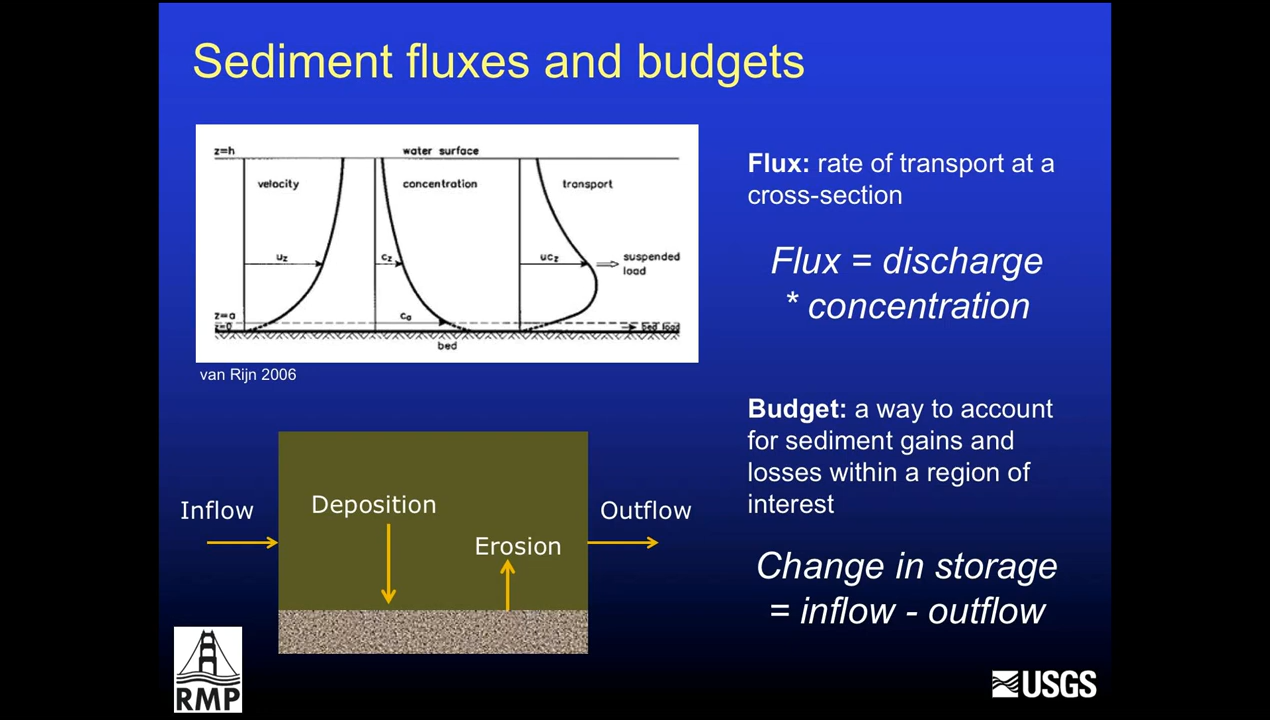 Sediment fluxes and budgets
z=h
water surface
velocity
concentration
transport
uz
cz
ucz
suspended
load
z=a
ca
z=0
bed load
bed
van Rijn 2006
Flux: rate of transport at a
cross-section
Flux = discharge
* concentration
Budget: a way to account
for sediment gains and
losses within a region of
interest
Change in storage
= inflow - outflow
Inflow
Deposition
Erosion
Outflow
RMP
USGS